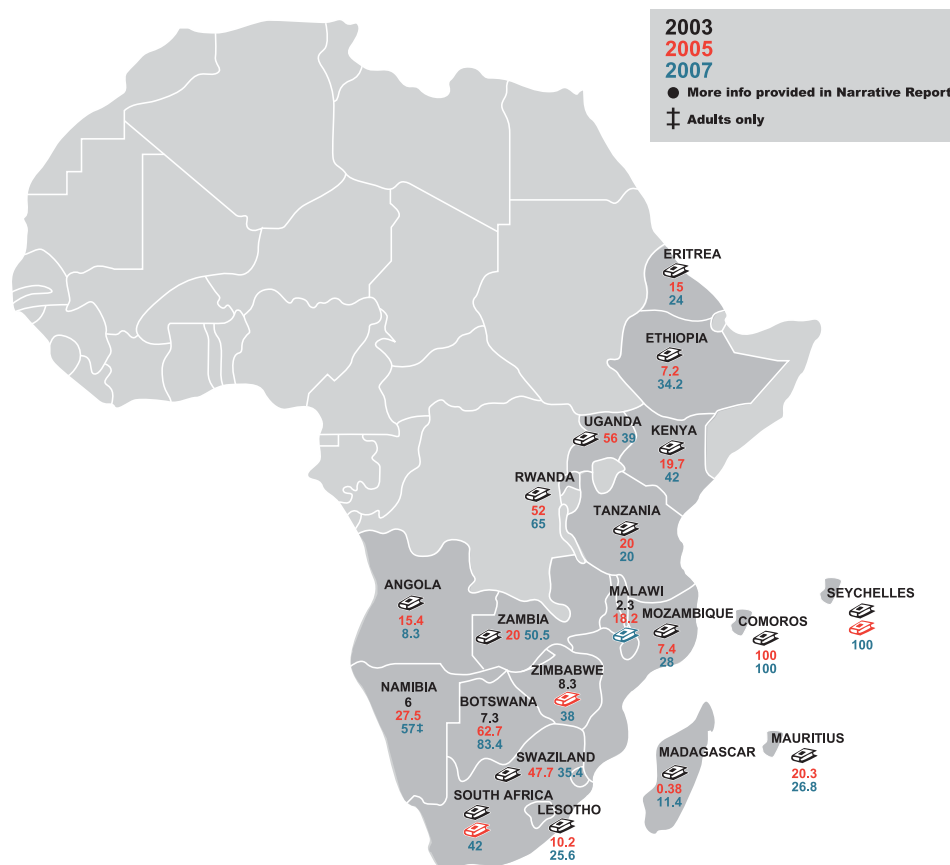 2003
2005
2007
● More info provided in Narrative Report
‡ Adults only
ERITREA
15
24
ETHIOPIA
7.2
34.2
UGANDA
56 39
KENYA
19.7
42
RWANDA
52
65
TANZANIA
20
20
ANGOLA
15.4
8.3
ZAMBIA
20 50.5
MALAWI
2.3
18.2
MOZAMBIQUE
7.4
28
COMOROS
100
100
SEYCHELLES
100
ZIMBABWE
8.3
38
NAMIBIA
6
27.5
57‡
BOTSWANA
7.3
62.7
83.4
SWAZILAND
47.7 35.4
SOUTH AFRICA
42
LESOTHO
10.2
25.6
MADAGASCAR
0.38
11.4
MAURITIUS
20.3
26.8